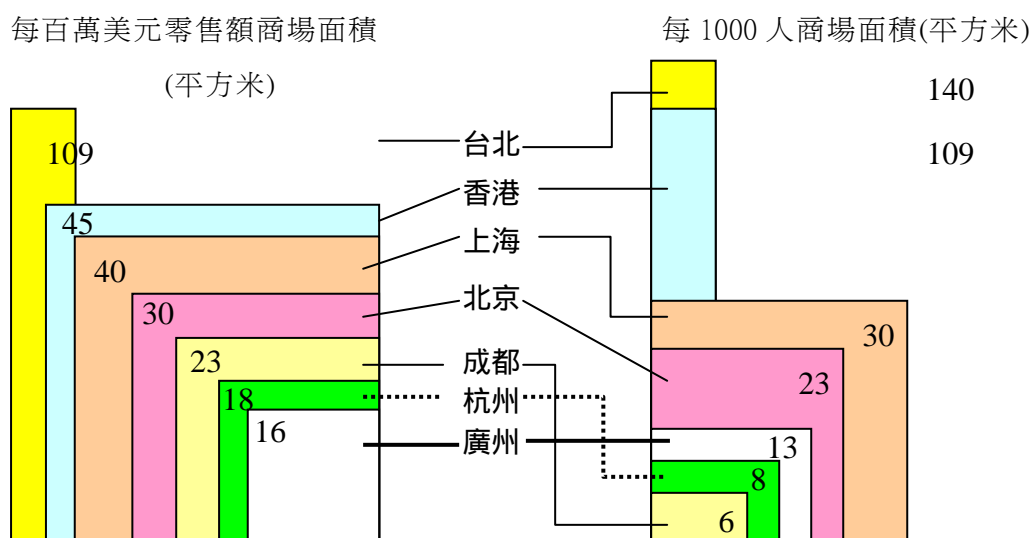 每百萬美元零售額商場面積
(平方米)
109
45
40
30
23
18
16
台北
香港
上海
北京
成都
杭州
廣州
每 1000 人商場面積(平方米)
140
109
30
23
13
8
6